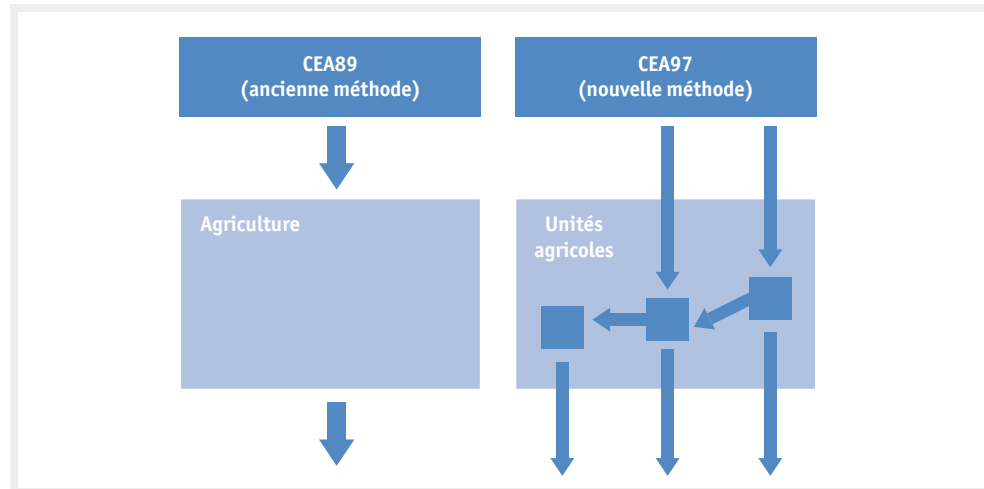 CEA89
(ancienne méthode)
CEA97
(nouvelle méthode)
Agriculture
Unités
agricoles